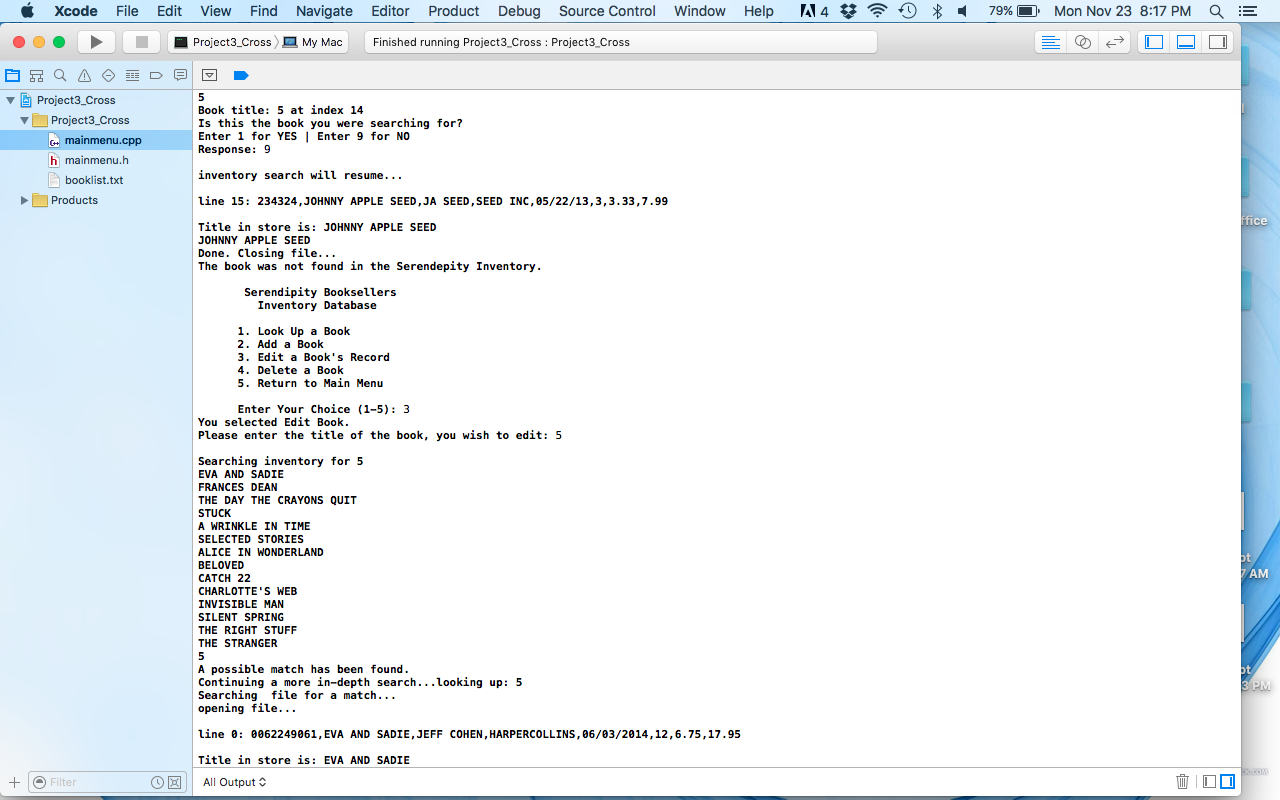 Xcode File Edit View Find Navigate Editor Product Debug Source Control Window Help 4 79% Mon Nov 23 8:17 PM
Project3_Cross My Mac Finished running Project3_Cross : Project3_Cross
Project3_Cross
Project3_Cross
mainmenu.cpp
mainmenu.h
booklist.txt
Products
5
Book title: 5 at index 14
Is this the book you were searching for?
Enter 1 for YES | Enter 9 for NO
Response: 9
inventory search will resume...
line 15: 234324,JOHNNY APPLE SEED,JA SEED,SEED INC,05/22/13,3,3.33,7.99
Title in store is: JOHNNY APPLE SEED
JOHNNY APPLE SEED
Done. Closing file...
The book was not found in the Serendepity Inventory.
Serendipity Booksellers
Inventory Database
1. Look Up a Book
2. Add a Book
3. Edit a Book's Record
4. Delete a Book
5. Return to Main Menu
Enter Your Choice (1-5): 3
You selected Edit Book.
Please enter the title of the book, you wish to edit: 5
Searching inventory for 5
EVA AND SADIE
FRANCES DEAN
THE DAY THE CRAYONS QUIT
STUCK
A WRINKLE IN TIME
SELECTED STORIES
ALICE IN WONDERLAND
BELOVED
CATCH 22
CHARLOTTE'S WEB
INVISIBLE MAN
SILENT SPRING
THE RIGHT STUFF
THE STRANGER
5
A possible match has been found.
Continuing a more in-depth search...looking up: 5
Searching  file for a match...
opening file...
line 0: 0062249061,EVA AND SADIE,JEFF COHEN,HARPERCOLLINS,06/03/2014,12,6.75,17.95
Title in store is: EVA AND SADIE
Filter
All Output
ffice
ot
7 AM
ot
3 PM